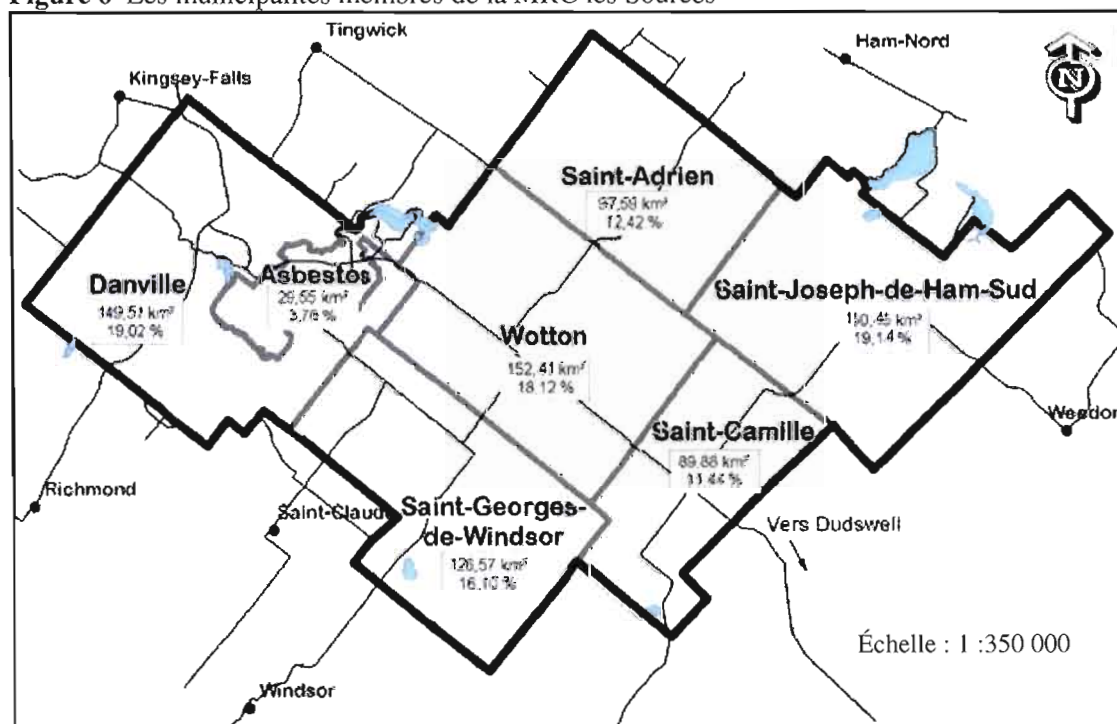 Figure 6 Les municipalités membres de la MRC les Sources
Tingwick
Ham-Nord
Kingsey-Falls
N
Saint-Adrien
97,59 km²
12,42 %
Danville
149,51 km²
19,02 %
Asbestos
29,55 km²
3,76 %
Saint-Joseph-de-Ham-Sud
150,45 km²
19,14 %
Wotton
152,41 km²
18,12 %
Weedon
Saint-Camille
89,88 km²
11,44 %
Richmond
Saint-Claude
Saint-Georges-
de-Windsor
126,57 km²
16,10 %
Vers Dudswell
Échelle : 1 :350 000
Windsor